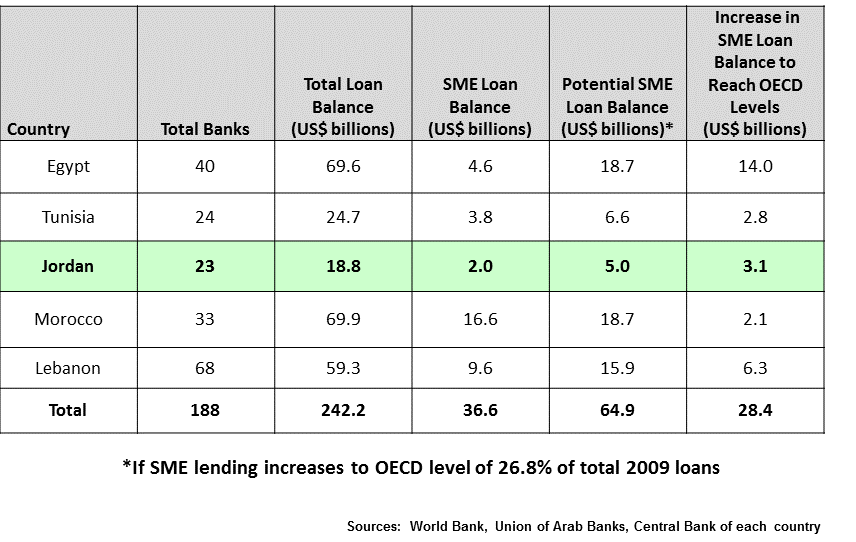 Country Total Banks Total Loan Balance (US$ billions) SME Loan Balance (US$ billions) Potential SME Loan Balance (US$ billions)* Increase in SME Loan Balance to Reach OECD Levels (US$ billions)
Egypt 40 69.6 4.6 18.7 14.0
Tunisia 24 24.7 3.8 6.6 2.8
Jordan 23 18.8 2.0 5.0 3.1
Morocco 33 69.9 16.6 18.7 2.1
Lebanon 68 59.3 9.6 15.9 6.3
Total 188 242.2 36.6 64.9 28.4
*If SME lending increases to OECD level of 26.8% of total 2009 loans
Sources: World Bank, Union of Arab Banks, Central Bank of each country